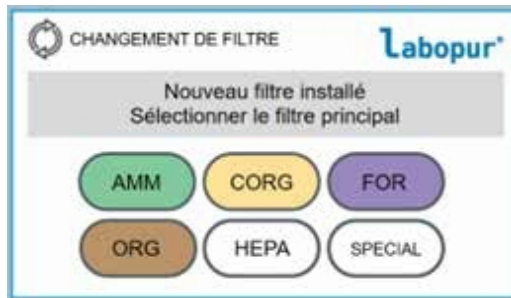 CHANGEMENT DE FILTRE
Labopur
Nouveau filtre installé
Sélectionner le filtre principal
AMM CORG FOR
ORG HEPA SPECIAL